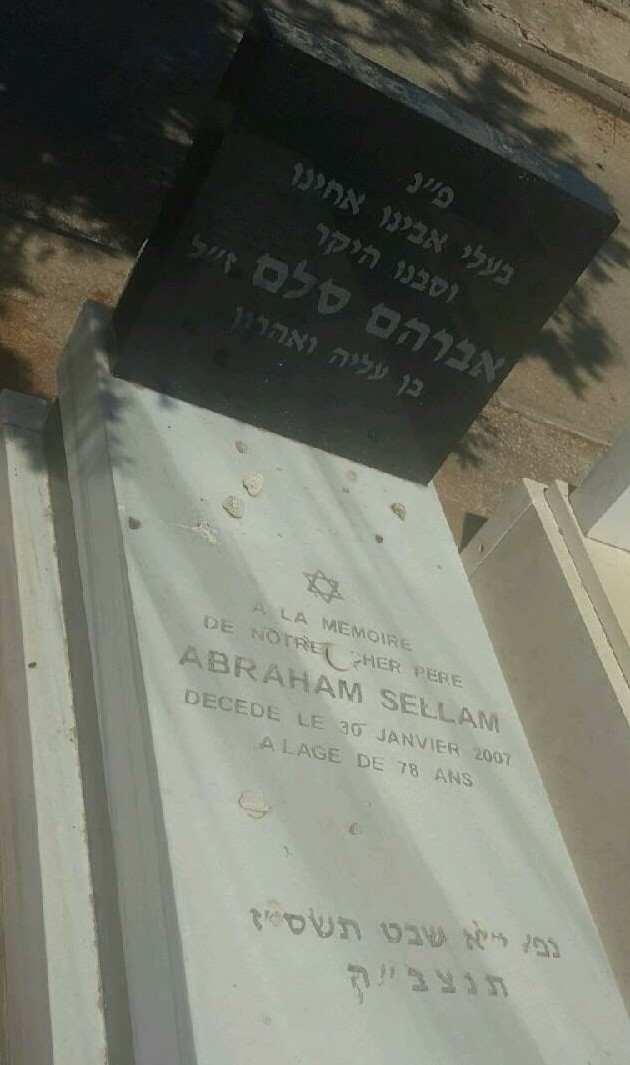 פ״נ
בעלי אבינו אחינו
וסבנו היקר
אברהם סלם ז״ל
בן עליה ואהרון
A LA MEMOIRE
DE NOTRE CHER PERE
ABRAHAM SELLAM
DECEDE LE 30 JANVIER 2007
A LAGE DE 78 ANS
נפ׳ י״א שבט תשס״ז
תנצב״ק